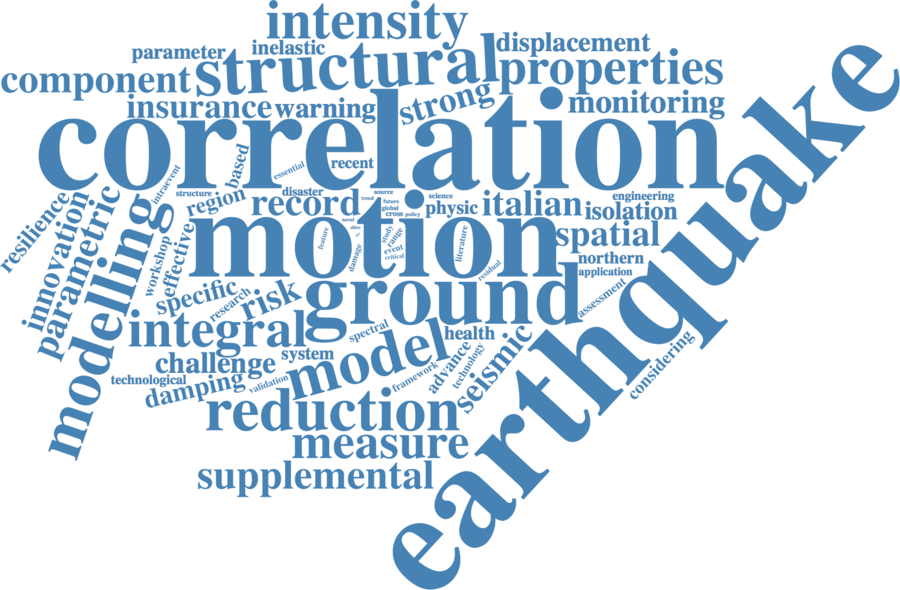 intensity
parameter
inelastic
displacement
component
structural
properties
insurance
warning
strong
monitoring
correlation
earthquake
based
essential
recent
intraevent
structure
disaster
source
trend
future
science
engineering
resilience
innovation
parametric
modelling
region
record
global
cross
policy
physic
italian
isolation
novel
motion
spatial
workshop
effective
feature
damage
study
range
event
critical
literature
residual
northern
application
specific
research
risk
ground
assessment
integral
spectral
health
challenge
system
model
advance
technology
seismic
considering
technological
damping
validation
framework
reduction
measure
supplemental